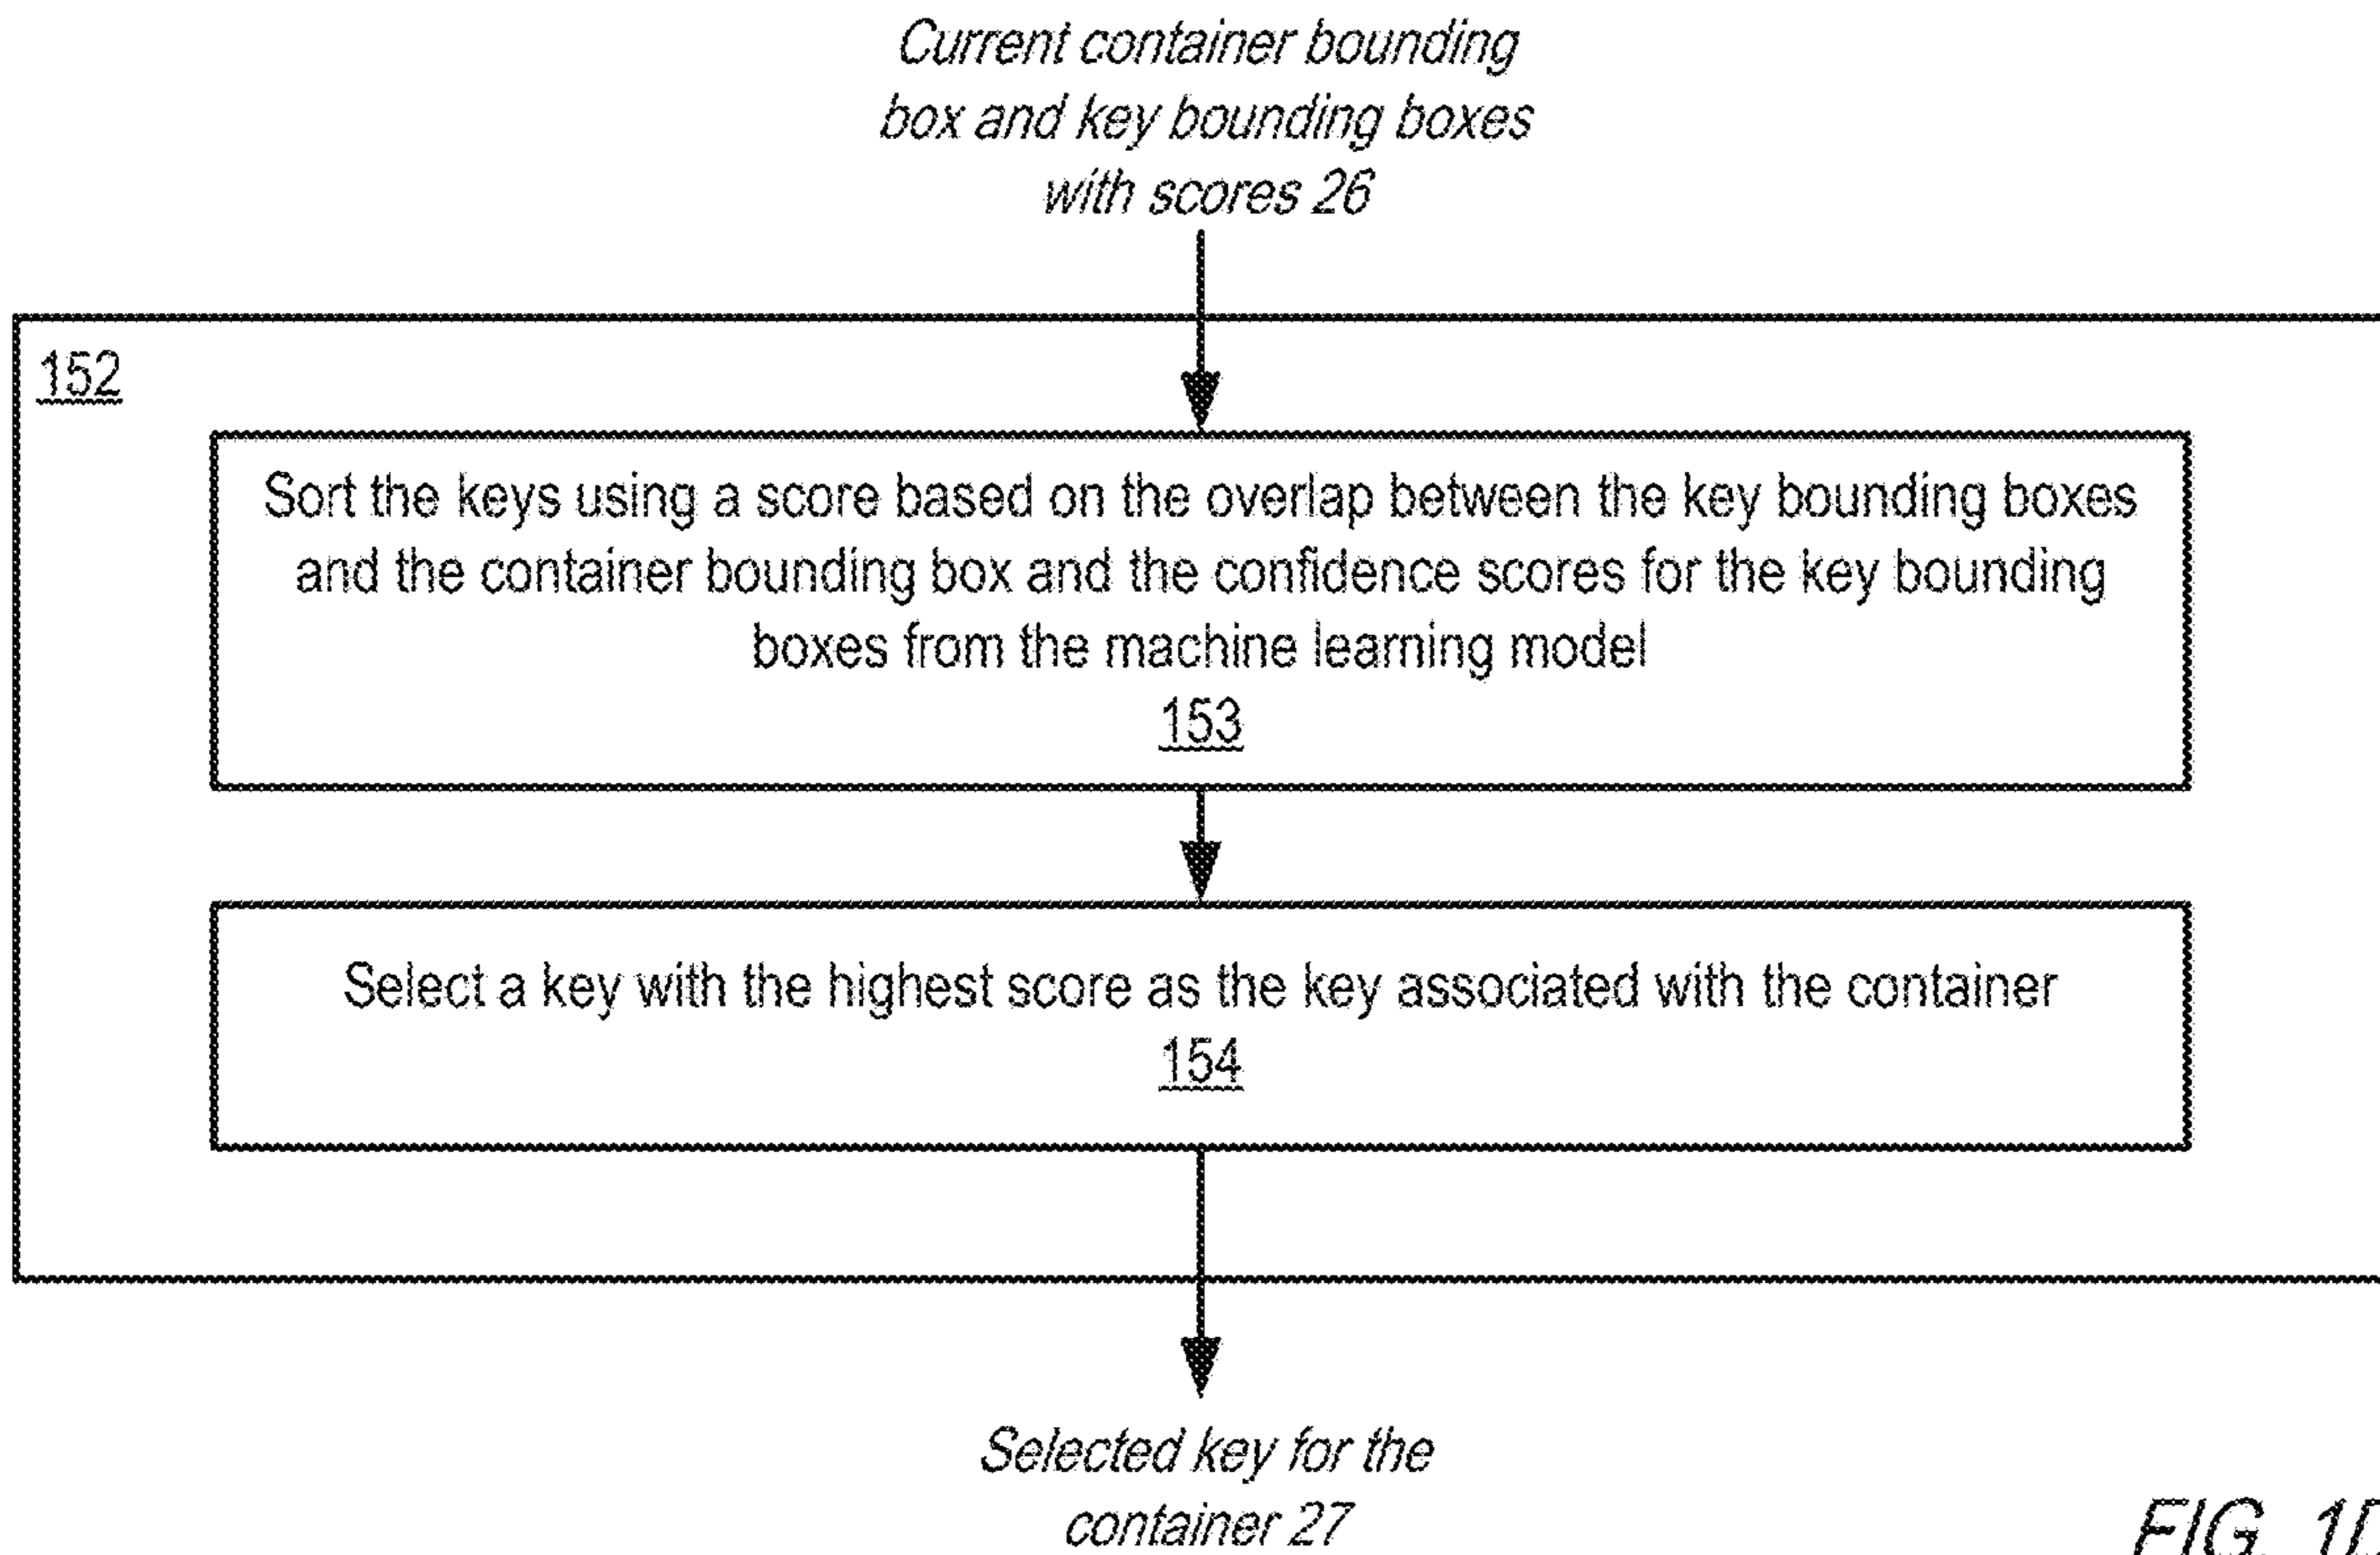 Current container bounding
box and key bounding boxes
with scores 26
152
Sort the keys using a score based on the overlap between the key bounding boxes
and the container bounding box and the confidence scores for the key bounding
boxes from the machine learning model
153
Select a key with the highest score as the key associated with the container
154
Selected key for the
container 27
FIG. 1D